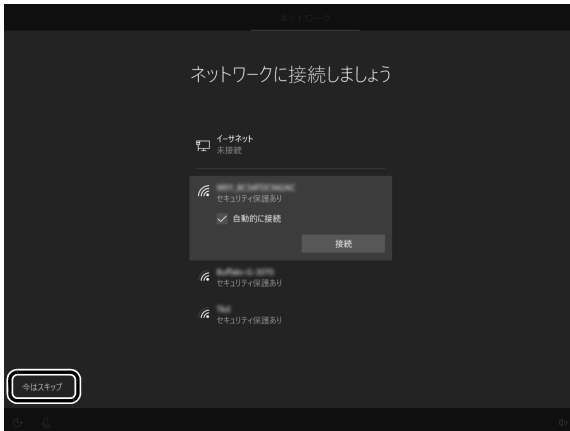 ネットワーク
ネットワークに接続しましょう
イーサネット
未接続
セキュリティ保護あり
自動的に接続
接続
セキュリティ保護あり
セキュリティ保護あり
今はスキップ